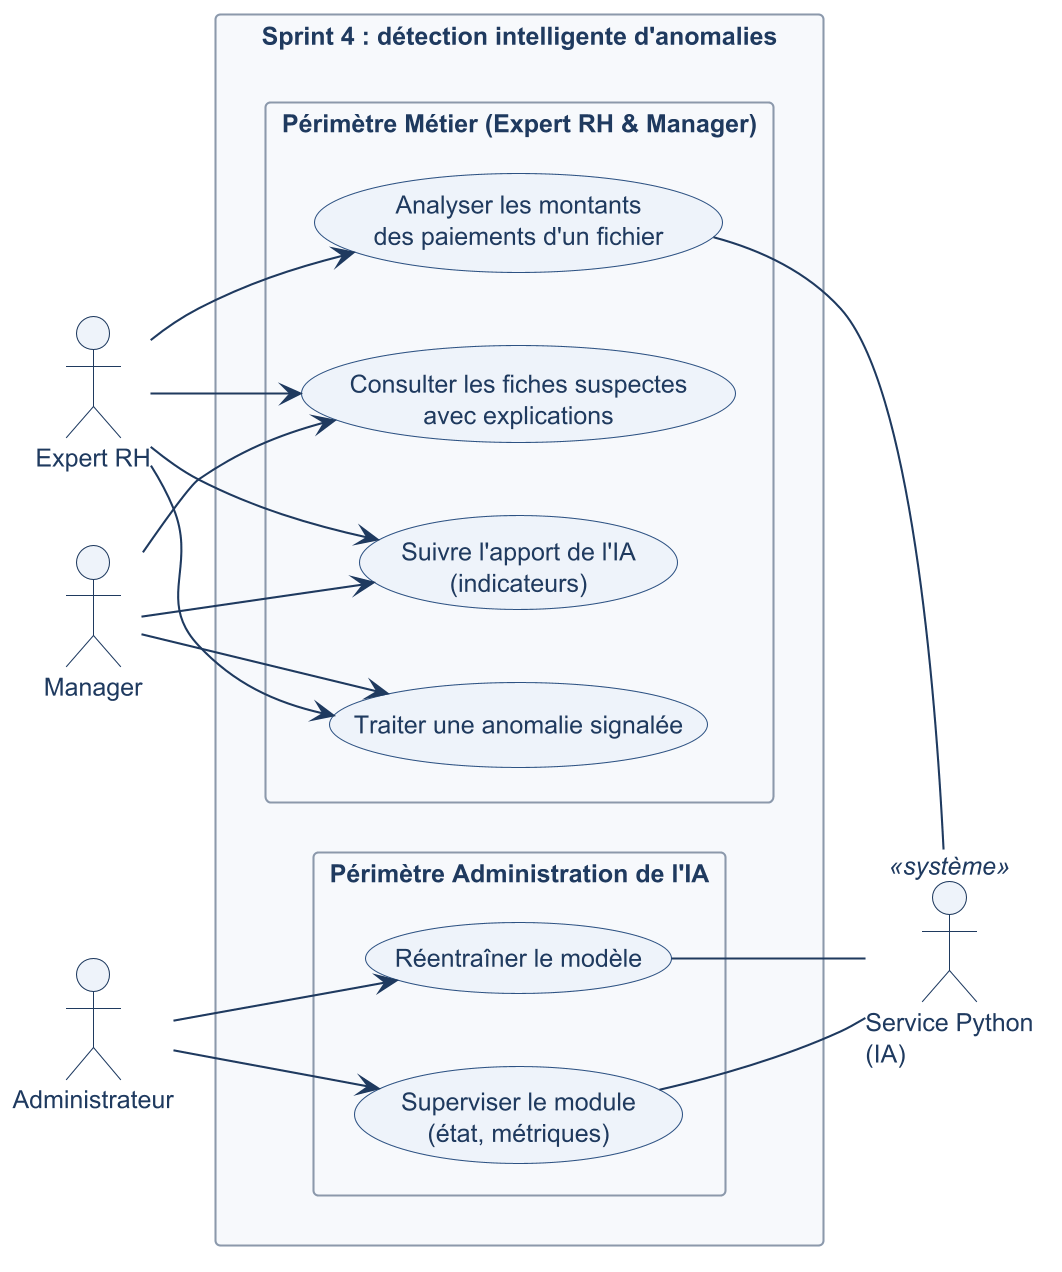 Sprint 4 : détection intelligente d'anomalies
Périmètre Métier (Expert RH & Manager)
Analyser les montants
des paiements d'un fichier
Consulter les fiches suspectes
avec explications
Expert RH
Suivre l'apport de l'IA
(indicateurs)
Manager
Traiter une anomalie signalée
Périmètre Administration de l'IA
«système»
Réentraîner le modèle
Service Python
(IA)
Administrateur
Superviser le module
(état, métriques)